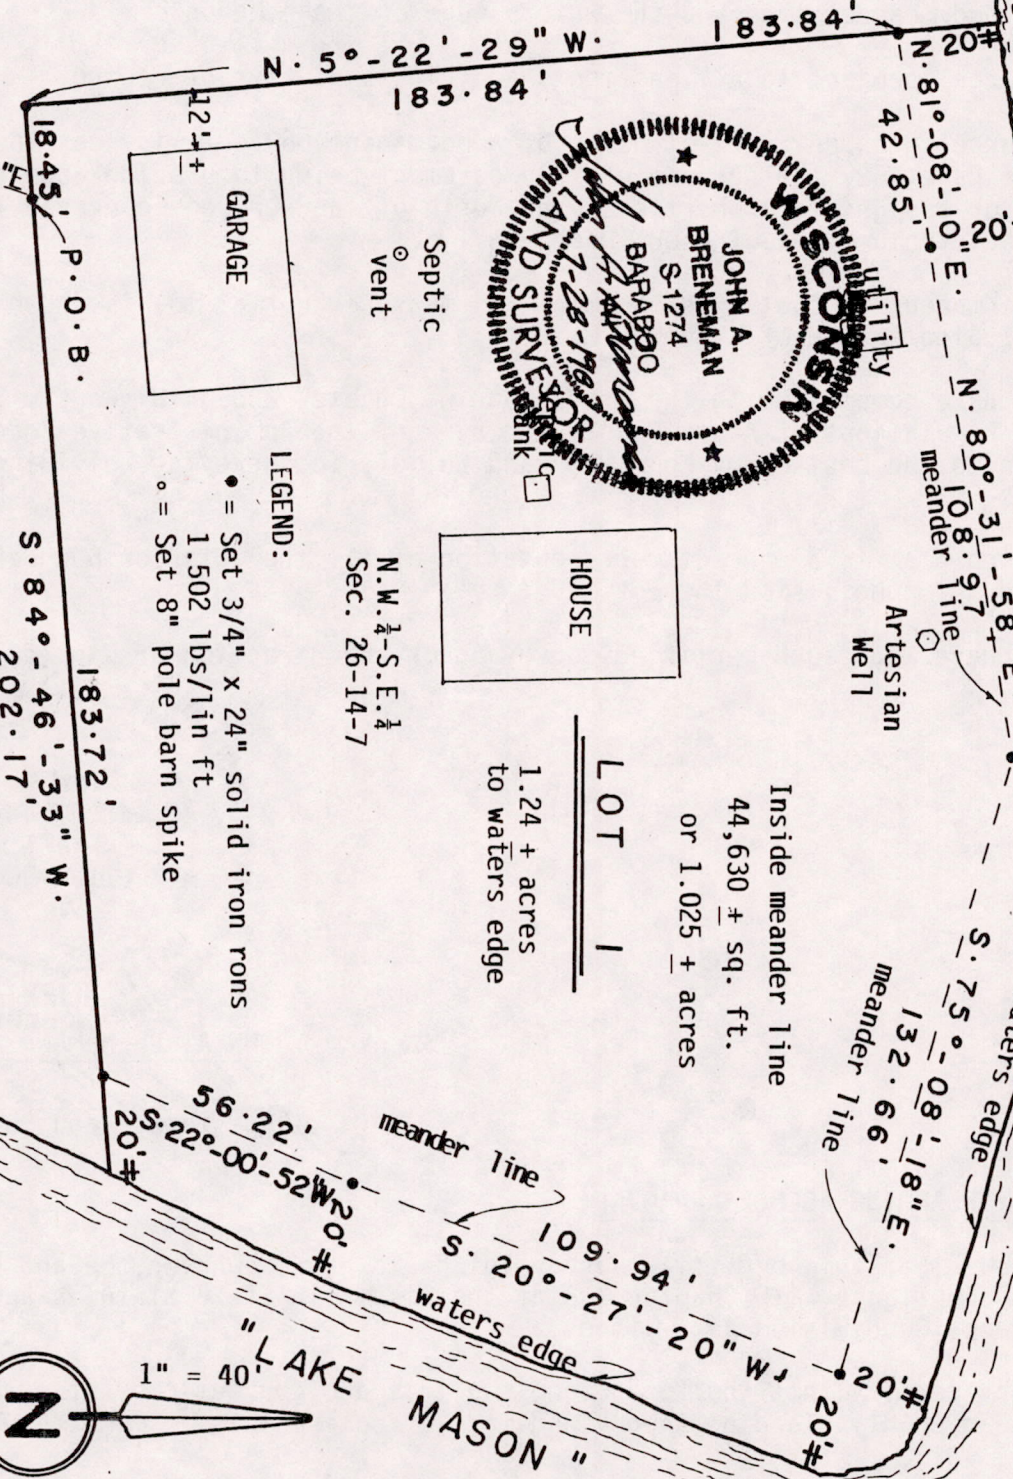 N. 5°-22'-29" W.
183.84'
183.84'
20'±
N. 81°-08'-10" E.
42.85'
20'
18.45'
"E"
P.O.B.
12'±
GARAGE
Septic
vent
WISCONSIN
JOHN A.
BRENEMAN
S-1274
BARABOO
LAND SURVEYOR
utility
Septic
tank
N. 80°-31'-58" E.
108.97'
meander line
Artesian
Well
HOUSE
LEGEND:
● = Set 3/4" x 24" solid iron rons
1.502 lbs/lin ft
° = Set 8" pole barn spike
N.W.¼-S.E.¼
Sec. 26-14-7
LOT 1
1.24 ± acres
to waters edge
Inside meander line
44,630 ± sq. ft.
or 1.025 ± acres
S. 84°-46'-33" W.
202.17'
183.72'
S. 75°-08'-18" E.
132.66'
meander line
waters edge
56.22'
S. 22°-00'-52" W.
20'±
20'±
meander line
109.94'
S. 20°-27'-20" W.
waters edge
20'±
20'±
"LAKE
MASON"
1" = 40'
N